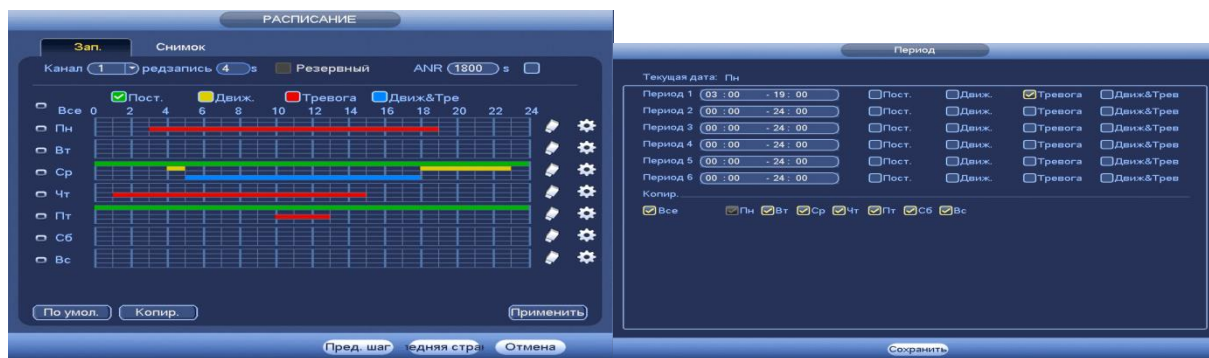 РАСПИСАНИЕ
Зап. Снимок
Канал 1 редзапись 4 s Резервный ANR 1800 s
Пост. Движ. Тревога Движ&Тре
Все 0 2 4 6 8 10 12 14 16 18 20 22 24
Пн
Вт
Ср
Чт
Пт
Сб
Вс
По умол. Копир. Применить
Пред. шаг едняя стра Отмена
Период
Текущая дата: Пн
Период 1 03 : 00 - 19 : 00 Пост. Движ. Тревога Движ&Трев
Период 2 00 : 00 - 24 : 00 Пост. Движ. Тревога Движ&Трев
Период 3 00 : 00 - 24 : 00 Пост. Движ. Тревога Движ&Трев
Период 4 00 : 00 - 24 : 00 Пост. Движ. Тревога Движ&Трев
Период 5 00 : 00 - 24 : 00 Пост. Движ. Тревога Движ&Трев
Период 6 00 : 00 - 24 : 00 Пост. Движ. Тревога Движ&Трев
Копир.
Все Пн Вт Ср Чт Пт Сб Вс
Сохранить